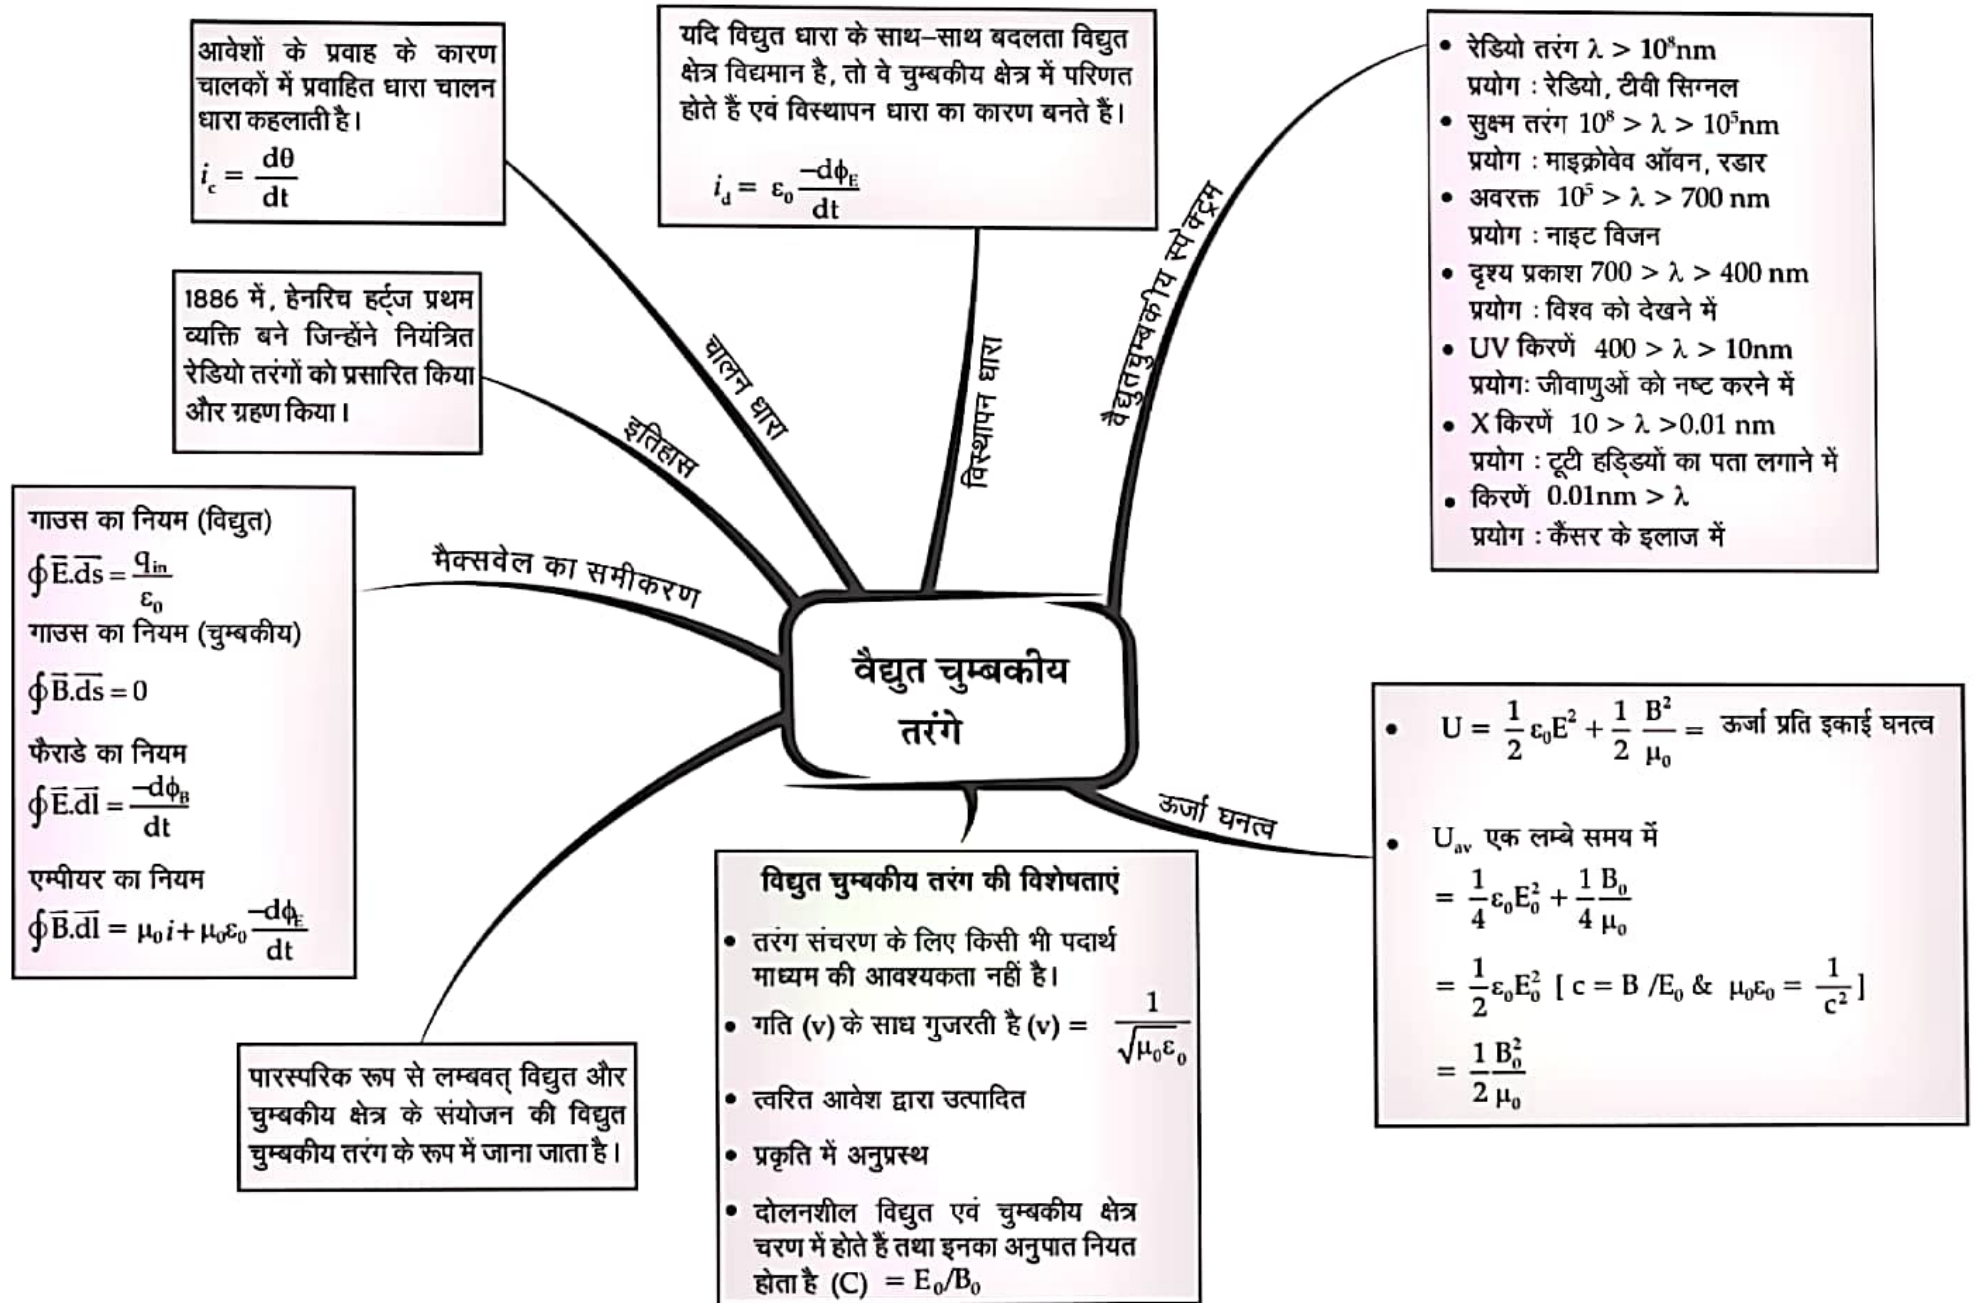 आवेशों के प्रवाह के कारण
चालकों में प्रवाहित धारा चालन
धारा कहलाती है।
i_c = dθ/dt
यदि विद्युत धारा के साथ–साथ बदलता विद्युत
क्षेत्र विद्यमान है, तो वे चुम्बकीय क्षेत्र में परिणत
होते हैं एवं विस्थापन धारा का कारण बनते हैं।
i_d = ε₀ -dϕ_E/dt
• रेडियो तरंग λ > 10⁸nm
प्रयोग : रेडियो, टीवी सिग्नल
• सुक्ष्म तरंग 10⁸ > λ > 10⁵nm
प्रयोग : माइक्रोवेव ऑवन, रडार
• अवरक्त 10⁵ > λ > 700 nm
प्रयोग : नाइट विजन
• दृश्य प्रकाश 700 > λ > 400 nm
प्रयोग : विश्व को देखने में
• UV किरणें 400 > λ > 10nm
प्रयोग: जीवाणुओं को नष्ट करने में
• X किरणें 10 > λ >0.01 nm
प्रयोग : टूटी हड्डियों का पता लगाने में
• किरणें 0.01nm > λ
प्रयोग : कैंसर के इलाज में
1886 में, हेनरिच हर्ट्ज प्रथम
व्यक्ति बने जिन्होंने नियंत्रित
रेडियो तरंगों को प्रसारित किया
और ग्रहण किया।
चालन धारा
विस्थापन धारा
वैद्युतचुम्बकीय स्पेक्ट्रम
इतिहास
मैक्सवेल का समीकरण
गाउस का नियम (विद्युत)
∮E⃗.d⃗s = q_in/ε₀
गाउस का नियम (चुम्बकीय)
∮B⃗.d⃗s = 0
फैराडे का नियम
∮E⃗.d⃗l = -dϕ_B/dt
एम्पीयर का नियम
∮B⃗.d⃗l = μ₀i + μ₀ε₀ -dϕ_E/dt
वैद्युत चुम्बकीय
तरंगे
ऊर्जा घनत्व
• U = 1/2 ε₀E² + 1/2 B²/μ₀ = ऊर्जा प्रति इकाई घनत्व
• U_av एक लम्बे समय में
= 1/4 ε₀E₀² + 1/4 B₀/μ₀
= 1/2 ε₀E₀² [ c = B /E₀ & μ₀ε₀ = 1/c² ]
= 1/2 B₀²/μ₀
विद्युत चुम्बकीय तरंग की विशेषताएं
• तरंग संचरण के लिए किसी भी पदार्थ
माध्यम की आवश्यकता नहीं है।
• गति (v) के साध गुजरती है (v) = 1/√μ₀ε₀
• त्वरित आवेश द्वारा उत्पादित
• प्रकृति में अनुप्रस्थ
• दोलनशील विद्युत एवं चुम्बकीय क्षेत्र
चरण में होते हैं तथा इनका अनुपात नियत
होता है (C) = E₀/B₀
पारस्परिक रूप से लम्बवत् विद्युत और
चुम्बकीय क्षेत्र के संयोजन की विद्युत
चुम्बकीय तरंग के रूप में जाना जाता है।